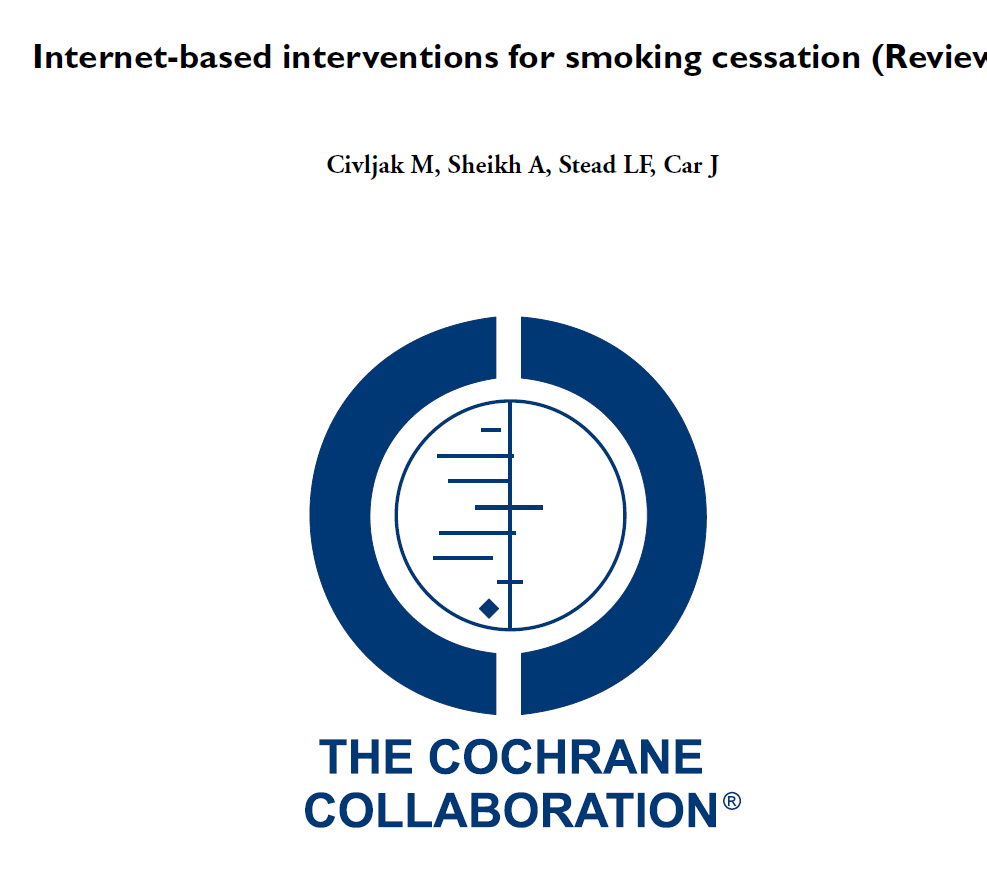 Internet-based interventions for smoking cessation (Review
Civljak M, Sheikh A, Stead LF, Car J
THE COCHRANE
COLLABORATION®